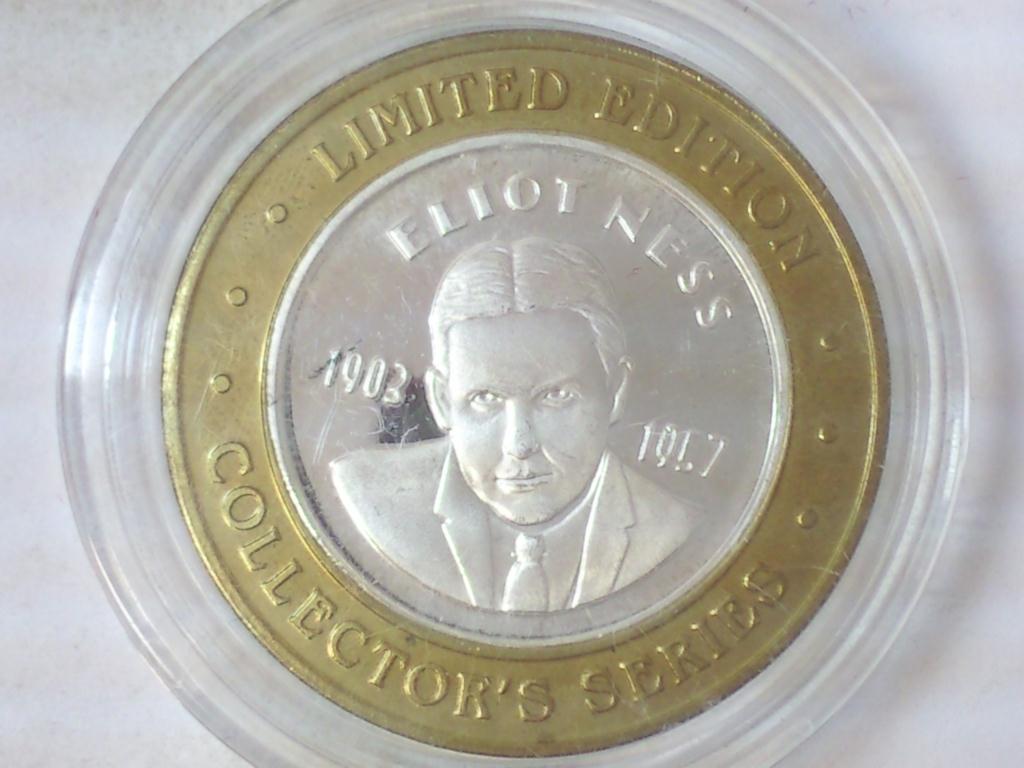 LIMITED EDITION
ELIOT NESS
1903
1957
COLLECTOR'S SERIES